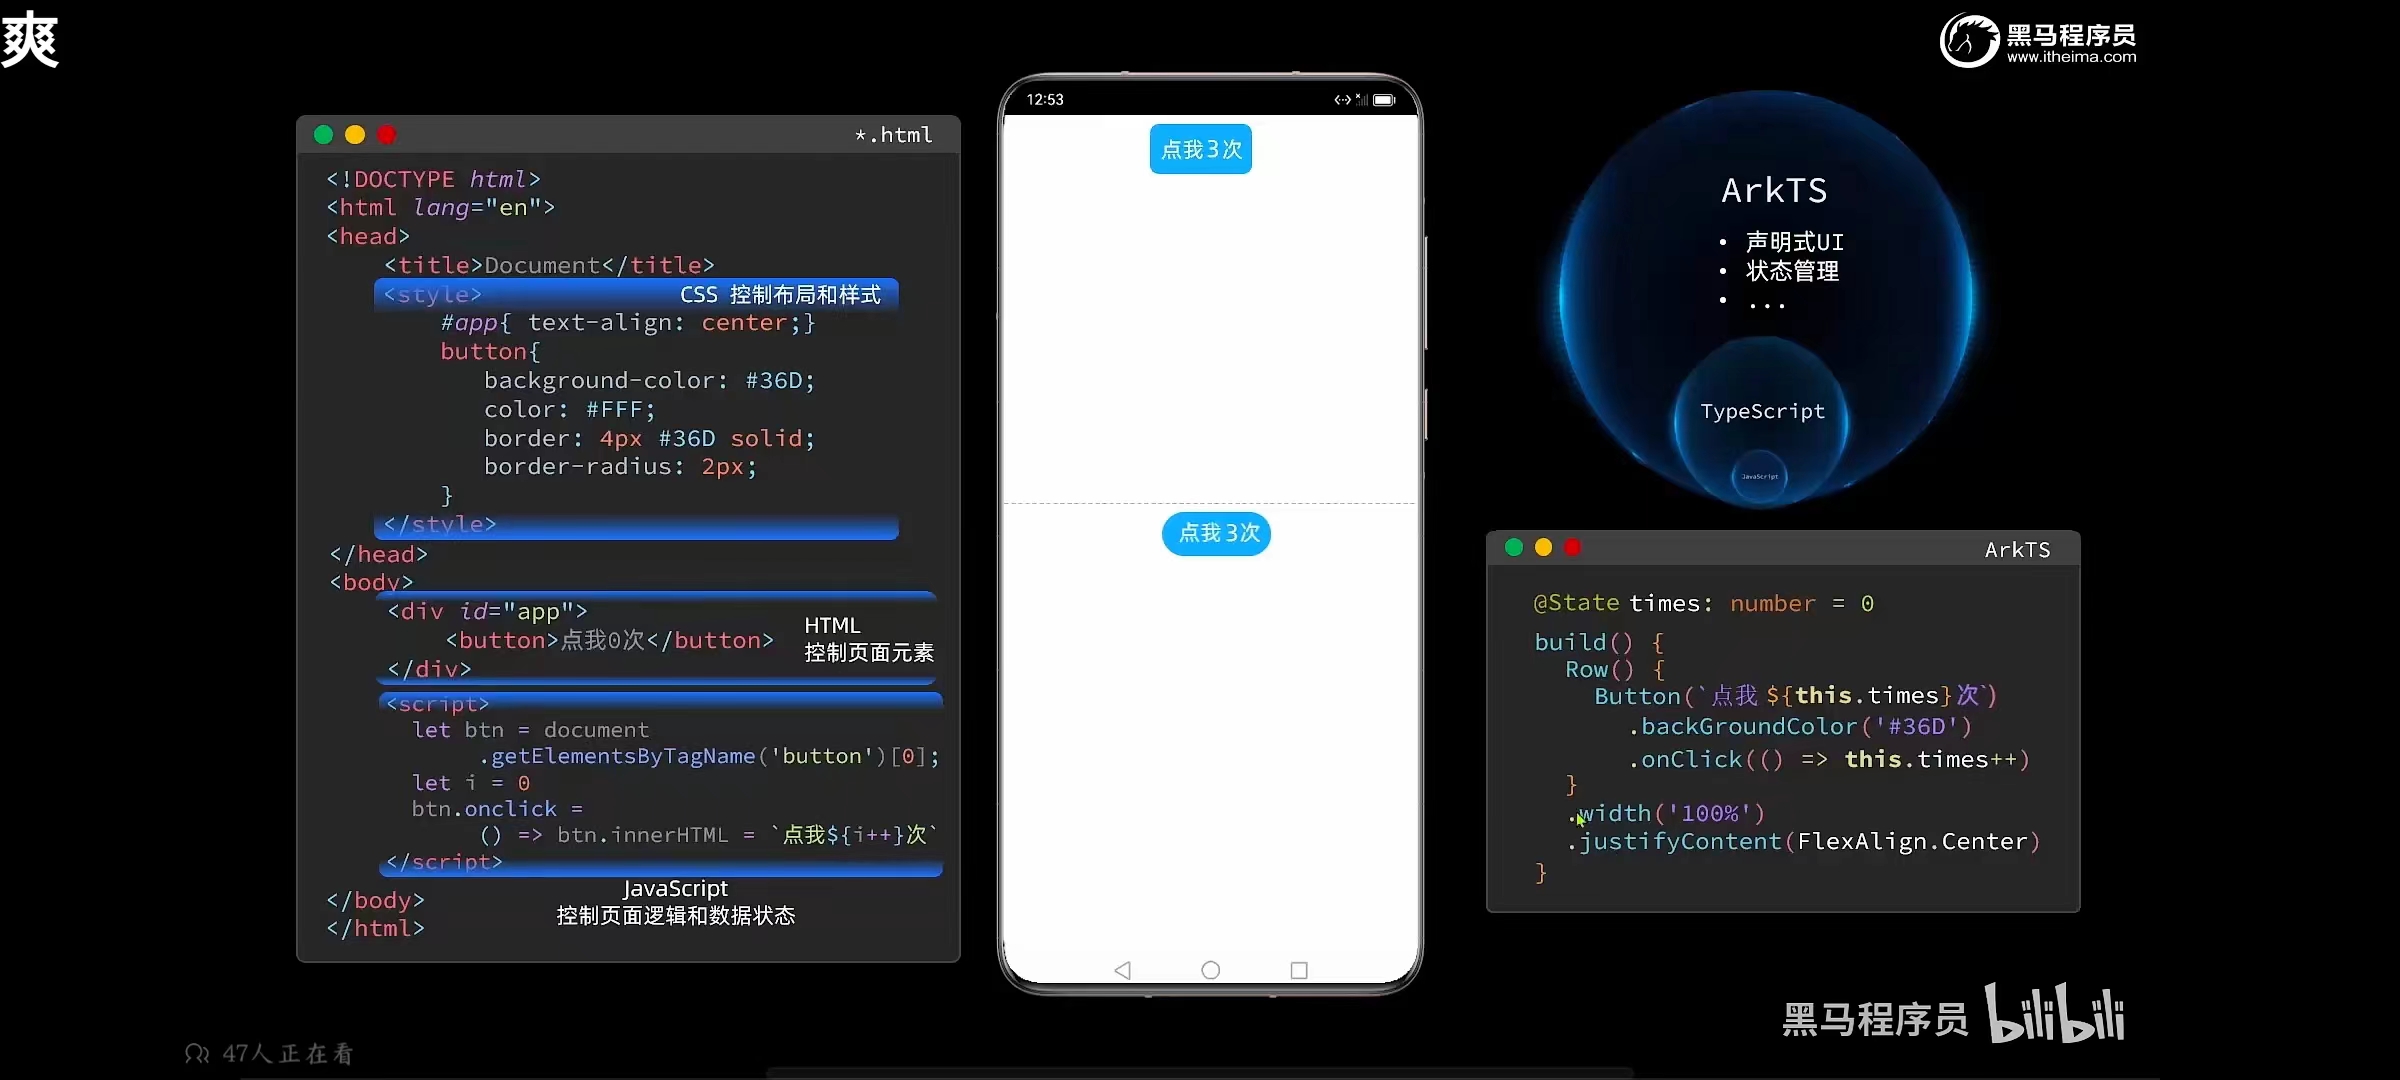 爽
黑马程序员
www.itheima.com
*.html
<!DOCTYPE html>
<html lang="en">
<head>
<title>Document</title>
<style>
CSS 控制布局和样式
#app{ text-align: center;}
button{
background-color: #36D;
color: #FFF;
border: 4px #36D solid;
border-radius: 2px;
}
</style>
</head>
<body>
<div id="app">
<button>点我0次</button>
</div>
HTML
控制页面元素
<script>
let btn = document
.getElementsByTagName('button')[0];
let i = 0
btn.onclick =
() => btn.innerHTML = `点我${i++}次`
</script>
JavaScript
控制页面逻辑和数据状态
</body>
</html>
12:53
点我3次
点我3次
ArkTS
• 声明式UI
• 状态管理
• ...
TypeScript
JavaScript
ArkTS
@State times: number = 0
build() {
Row() {
Button(`点我${this.times}次`)
.backGroundColor('#36D')
.onClick(() => this.times++)
}
.width('100%')
.justifyContent(FlexAlign.Center)
}
黑马程序员 bilibili
47人正在看